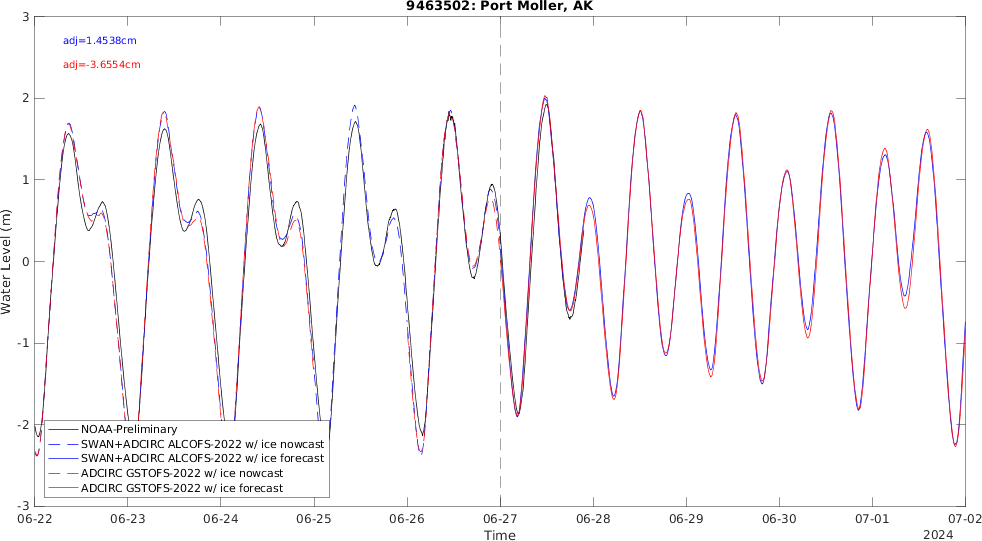 9463502: Port Moller, AK
adj=1.4538cm
adj=-3.6554cm
3
2
1
0
-1
-2
-3
Water Level (m)
NOAA-Preliminary
SWAN+ADCIRC ALCOFS-2022 w/ ice nowcast
SWAN+ADCIRC ALCOFS-2022 w/ ice forecast
ADCIRC GSTOFS-2022 w/ ice nowcast
ADCIRC GSTOFS-2022 w/ ice forecast
06-22 06-23 06-24 06-25 06-26 06-27 06-28 06-29 06-30 07-01 07-02
Time
2024